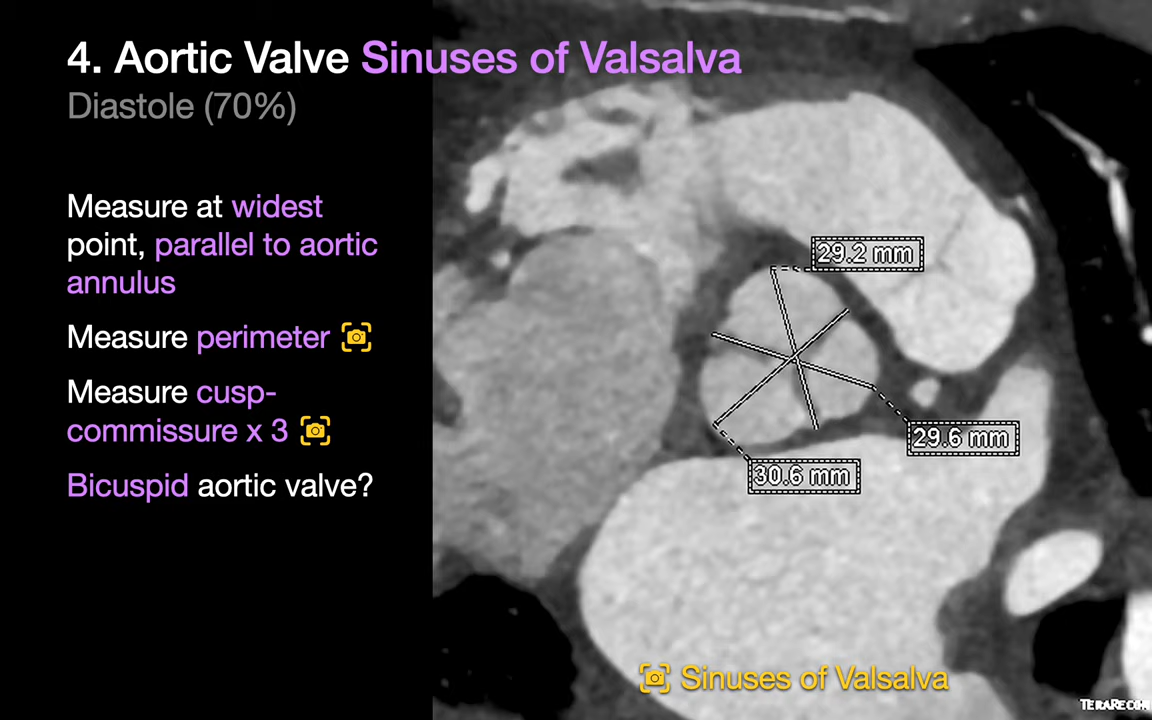 4. Aortic Valve Sinuses of Valsalva
Diastole (70%)
Measure at widest
point, parallel to aortic
annulus
Measure perimeter
Measure cusp-
commissure x 3
Bicuspid aortic valve?
29.2 mm
29.6 mm
30.6 mm
Sinuses of Valsalva
TERARECON